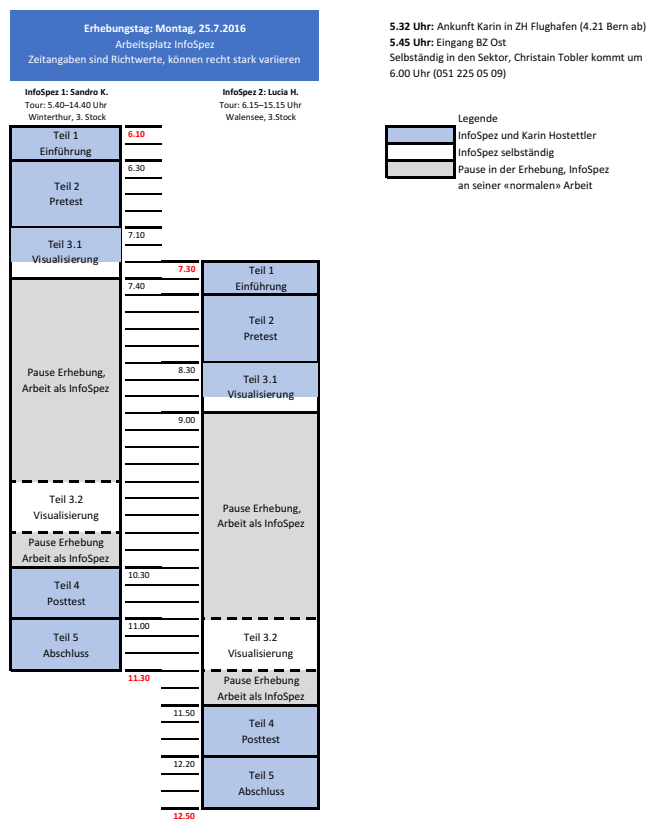 Erhebungstag: Montag, 25.7.2016
Arbeitsplatz InfoSpez
Zeitangaben sind Richtwerte, können recht stark variieren
5.32 Uhr: Ankunft Karin in ZH Flughafen (4.21 Bern ab)
5.45 Uhr: Eingang BZ Ost
Selbständig in den Sektor, Christain Tobler kommt um
6.00 Uhr (051 225 05 09)
InfoSpez 1: Sandro K.
Tour: 5.40–14.40 Uhr
Winterthur, 3. Stock
InfoSpez 2: Lucia H.
Tour: 6.15–15.15 Uhr
Walensee, 3.Stock
Legende
InfoSpez und Karin Hostettler
InfoSpez selbständig
Pause in der Erhebung, InfoSpez
an seiner «normalen» Arbeit
Teil 1
Einführung
Teil 2
Pretest
Teil 3.1
Visualisierung
Pause Erhebung,
Arbeit als InfoSpez
Teil 3.2
Visualisierung
Pause Erhebung
Arbeit als InfoSpez
Teil 4
Posttest
Teil 5
Abschluss
6.10
6.30
7.10
7.40
10.30
11.00
11.30
7.30
8.30
9.00
11.50
12.20
12.50
Teil 1
Einführung
Teil 2
Pretest
Teil 3.1
Visualisierung
Pause Erhebung,
Arbeit als InfoSpez
Teil 3.2
Visualisierung
Pause Erhebung
Arbeit als InfoSpez
Teil 4
Posttest
Teil 5
Abschluss